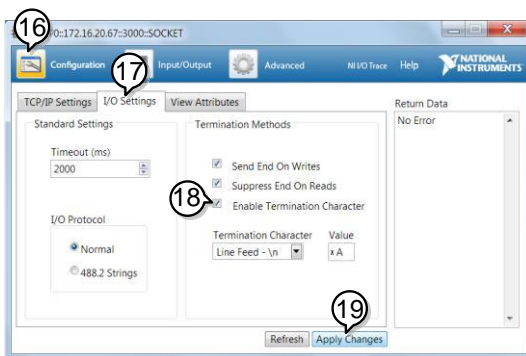 16
0::172.16.20.67::3000::SOCKET
Configuration
17
Input/Output
Advanced
NI I/O Trace
Help
NATIONAL
INSTRUMENTS
TCP/IP Settings
I/O Settings
View Attributes
Return Data
Standard Settings
Termination Methods
No Error
Timeout (ms)
2000
Send End On Writes
Suppress End On Reads
18
Enable Termination Character
I/O Protocol
Termination Character
Value
Normal
Line Feed - \n
x A
488.2 Strings
19
Refresh
Apply Changes